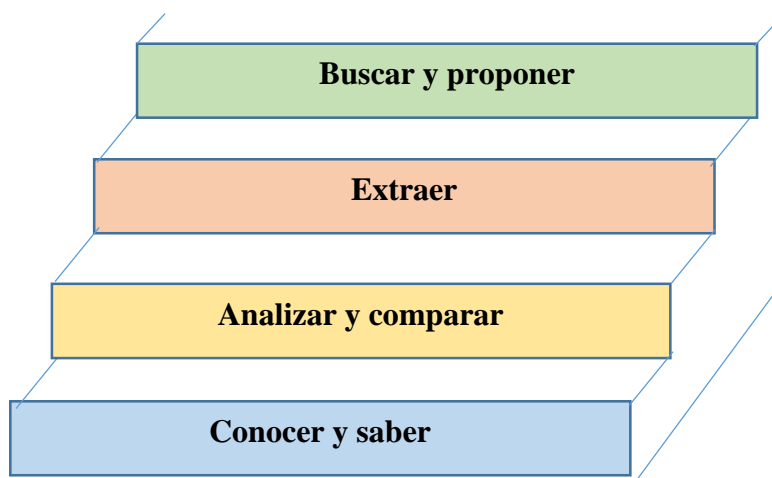 Buscar y proponer
Extraer
Analizar y comparar
Conocer y saber